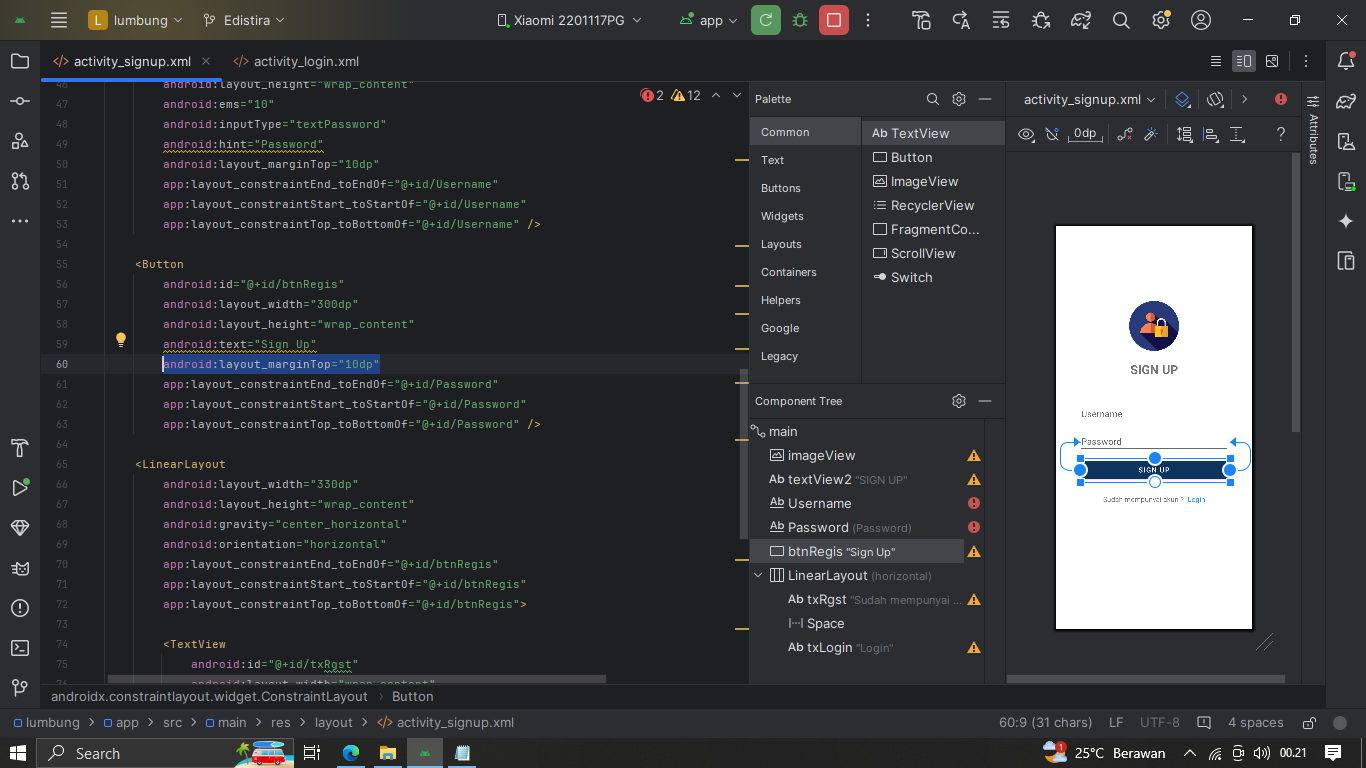 L lumbung Edistira Xiaomi 2201117PG app
activity_signup.xml activity_login.xml
46 android:layout_height="wrap_content"
47 android:ems="10"
48 android:inputType="textPassword"
49 android:hint="Password"
50 android:layout_marginTop="10dp"
51 app:layout_constraintEnd_toEndOf="@+id/Username"
52 app:layout_constraintStart_toStartOf="@+id/Username"
53 app:layout_constraintTop_toBottomOf="@+id/Username" />
54
55 <Button
56 android:id="@+id/btnRegis"
57 android:layout_width="300dp"
58 android:layout_height="wrap_content"
59 android:text="Sign Up"
60 android:layout_marginTop="10dp"
61 app:layout_constraintEnd_toEndOf="@+id/Password"
62 app:layout_constraintStart_toStartOf="@+id/Password"
63 app:layout_constraintTop_toBottomOf="@+id/Password" />
64
65 <LinearLayout
66 android:layout_width="330dp"
67 android:layout_height="wrap_content"
68 android:gravity="center_horizontal"
69 android:orientation="horizontal"
70 app:layout_constraintEnd_toEndOf="@+id/btnRegis"
71 app:layout_constraintStart_toStartOf="@+id/btnRegis"
72 app:layout_constraintTop_toBottomOf="@+id/btnRegis">
73
74 <TextView
75 android:id="@+id/txRgst"
76 android:layout_width="wrap_content"
2 12
Palette
Common
Text
Buttons
Widgets
Layouts
Containers
Helpers
Google
Legacy
Ab TextView
Button
ImageView
RecyclerView
FragmentCo...
ScrollView
Switch
Component Tree
main
imageView
Ab textView2 "SIGN UP"
Ab Username
Ab Password (Password)
btnRegis "Sign Up"
LinearLayout (horizontal)
Ab txRgst "Sudah mempunyai ...
Space
Ab txLogin "Login"
activity_signup.xml
0dp
?
Attributes
SIGN UP
Username
Password
SIGN UP
Sudah mempunyai akun ? Login
androidx.constraintlayout.widget.ConstraintLayout Button
lumbung app src main res layout activity_signup.xml 60:9 (31 chars) LF UTF-8 4 spaces
Search 1 25°C Berawan 00.21